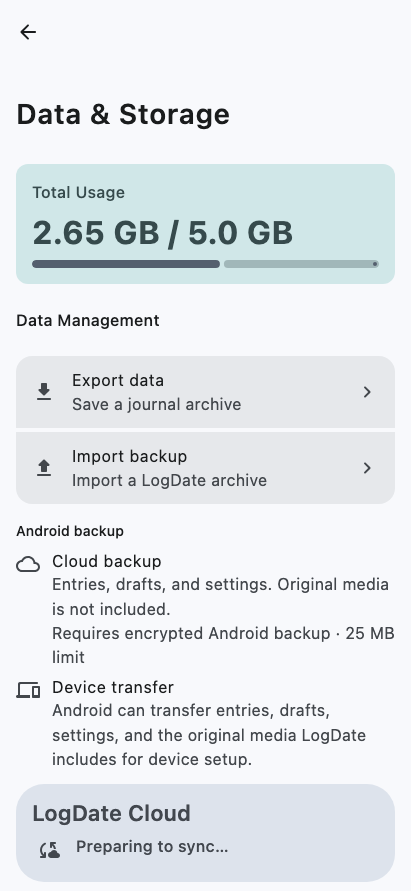 Data & Storage
Total Usage
2.65 GB / 5.0 GB
Data Management
Export data
Save a journal archive
Import backup
Import a LogDate archive
Android backup
Cloud backup
Entries, drafts, and settings. Original media
is not included.
Requires encrypted Android backup · 25 MB
limit
Device transfer
Android can transfer entries, drafts,
settings, and the original media LogDate
includes for device setup.
LogDate Cloud
Preparing to sync...